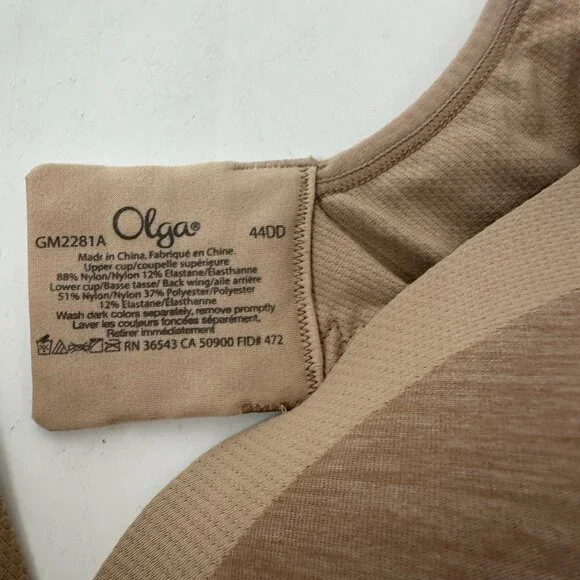 Olga®
GM2281A 44DD
Made in China. Fabriqué en Chine.
Upper cup/coupelle supérieure
88% Nylon/Nylon 12% Elastane/Élasthanne
Lower cup/Basse tasse/ Back wing/aile arrière
51% Nylon/Nylon 37% Polyester/Polyester
12% Elastane/Élasthanne
Wash dark colors separately, remove promptly
Laver les couleurs foncées séparément,
Retirer immédiatement
RN 36543 CA 50900 FID# 472